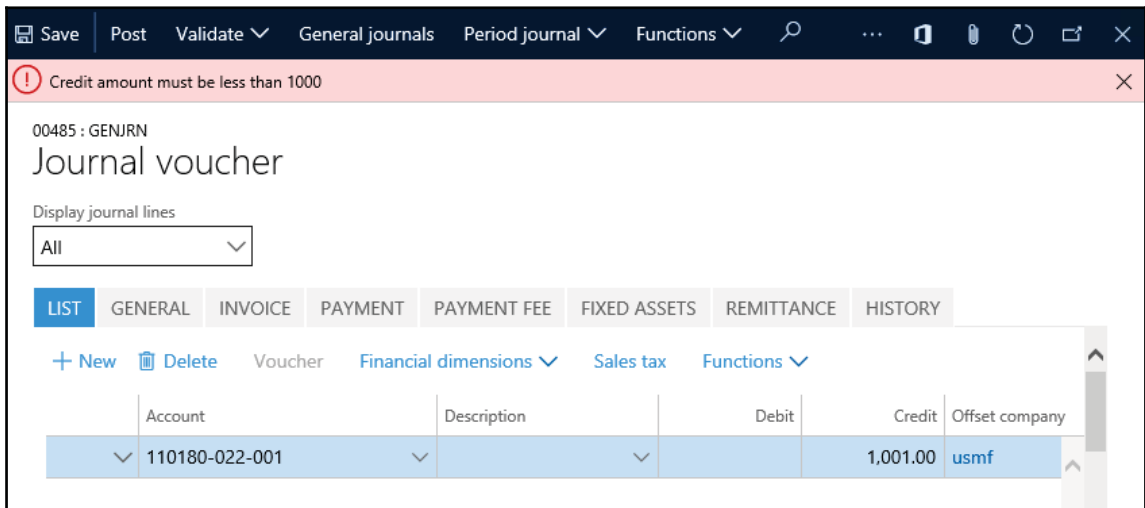 Save Post Validate General journals Period journal Functions ...
Credit amount must be less than 1000
00485 : GENJRN
Journal voucher
Display journal lines
All
LIST GENERAL INVOICE PAYMENT PAYMENT FEE FIXED ASSETS REMITTANCE HISTORY
New Delete Voucher Financial dimensions Sales tax Functions
Account Description Debit Credit Offset company
110180-022-001 1,001.00 usmf